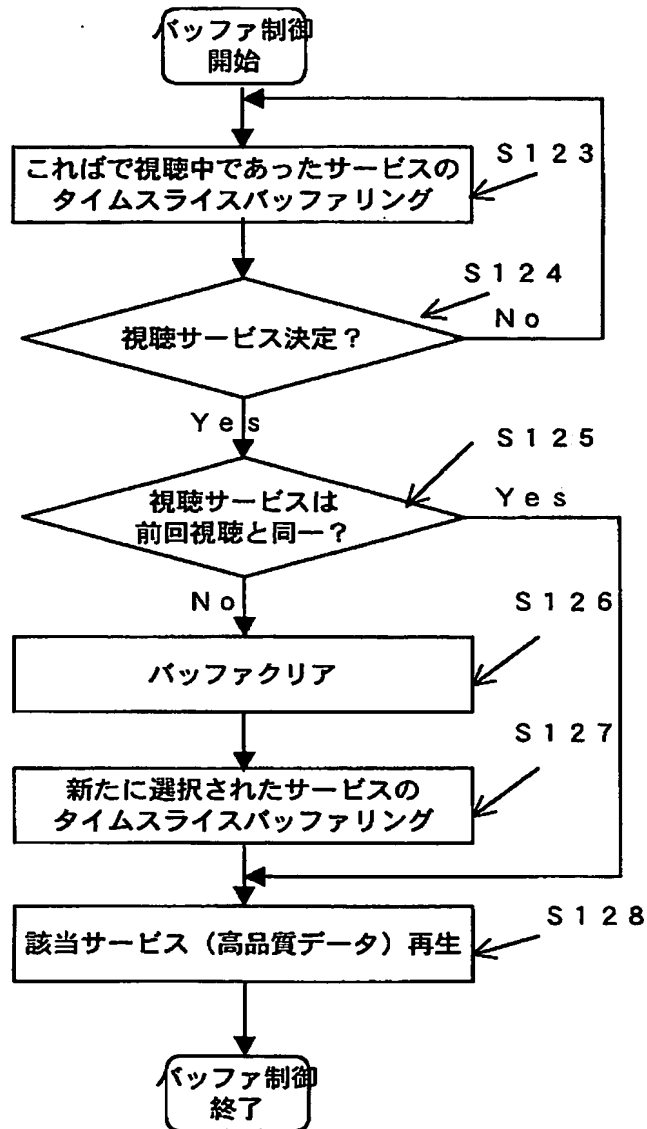 バッファ制御
開始
こればで視聴中であったサービスの
タイムスライスバッファリング
S123
S124
視聴サービス決定？
No
Yes
S125
視聴サービスは
前回視聴と同一？
Yes
No
S126
バッファクリア
S127
新たに選択されたサービスの
タイムスライスバッファリング
S128
該当サービス（高品質データ）再生
バッファ制御
終了